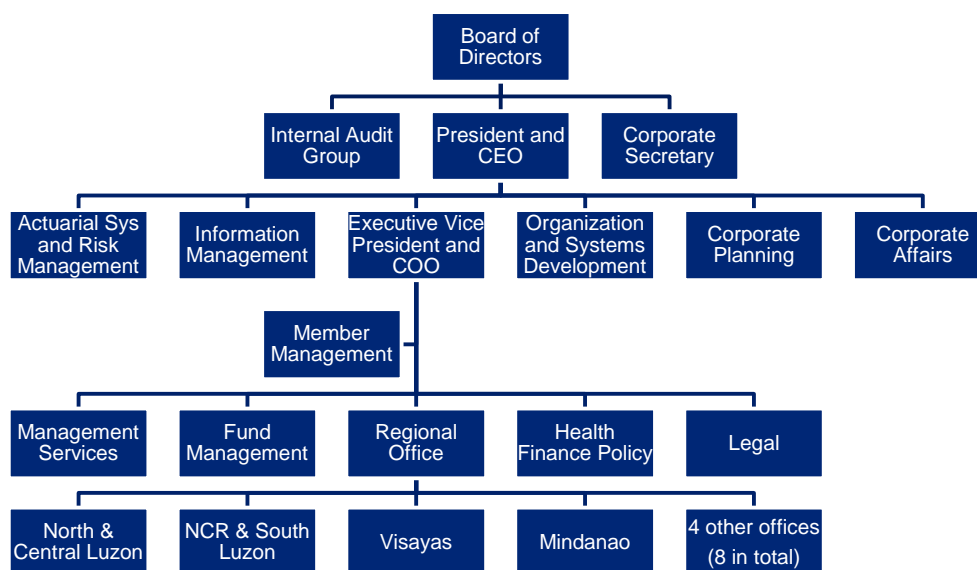 Board of
Directors
Internal Audit
Group
President and
CEO
Corporate
Secretary
Actuarial Sys
and Risk
Management
Information
Management
Executive Vice
President and
COO
Organization
and Systems
Development
Corporate
Planning
Corporate
Affairs
Member
Management
Management
Services
Fund
Management
Regional
Office
Health
Finance Policy
Legal
North &
Central Luzon
NCR & South
Luzon
Visayas
Mindanao
4 other offices
(8 in total)